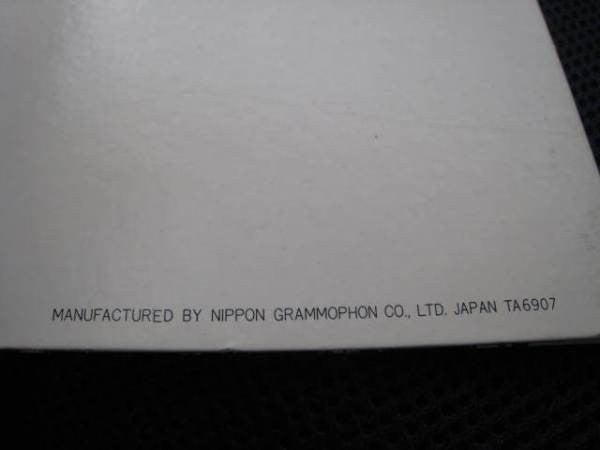 MANUFACTURED BY NIPPON GRAMMOPHON CO., LTD. JAPAN TA6907